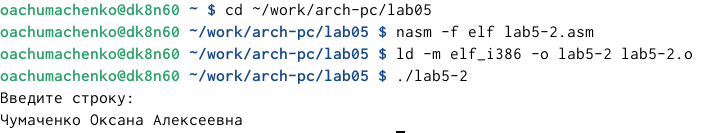 oachumachenko@dk8n60 ~ $ cd ~/work/arch-pc/lab05
oachumachenko@dk8n60 ~/work/arch-pc/lab05 $ nasm -f elf lab5-2.asm
oachumachenko@dk8n60 ~/work/arch-pc/lab05 $ ld -m elf_i386 -o lab5-2 lab5-2.o
oachumachenko@dk8n60 ~/work/arch-pc/lab05 $ ./lab5-2
Введите строку:
Чумаченко Оксана Алексеевна